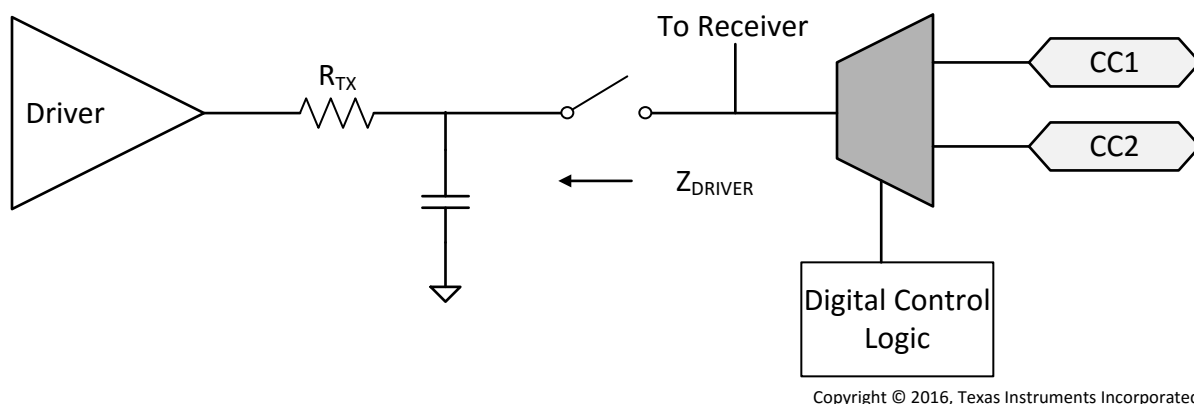 To Receiver
CC1
R_TX
Driver
CC2
Z_DRIVER
Digital Control
Logic
Copyright © 2016, Texas Instruments Incorporated